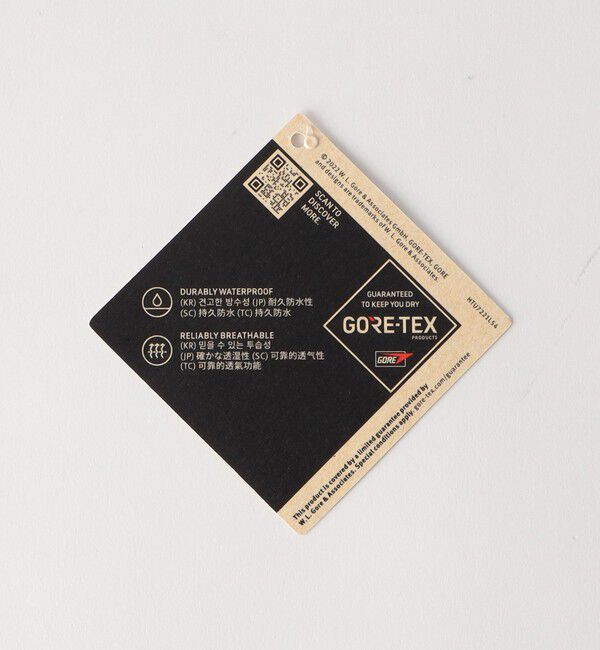 © 2022 W. L. Gore & Associates GmbH. GORE-TEX, GORE
and designs are trademarks of W. L. Gore & Associates.
HTU7221LS4
SCAN TO
DISCOVER
MORE.
DURABLY WATERPROOF
(KR) 견고한 방수성 (JP) 耐久防水性
(SC) 持久防水 (TC) 持久防水
RELIABLY BREATHABLE
(KR) 믿을 수 있는 투습성
(JP) 確かな透湿性 (SC) 可靠的透气性
(TC) 可靠的透氣功能
GUARANTEED
TO KEEP YOU DRY
GORE-TEX
PRODUCTS
GORE
This product is covered by a limited guarantee provided by
W. L. Gore & Associates. Special conditions apply. gore-tex.com/guarantee